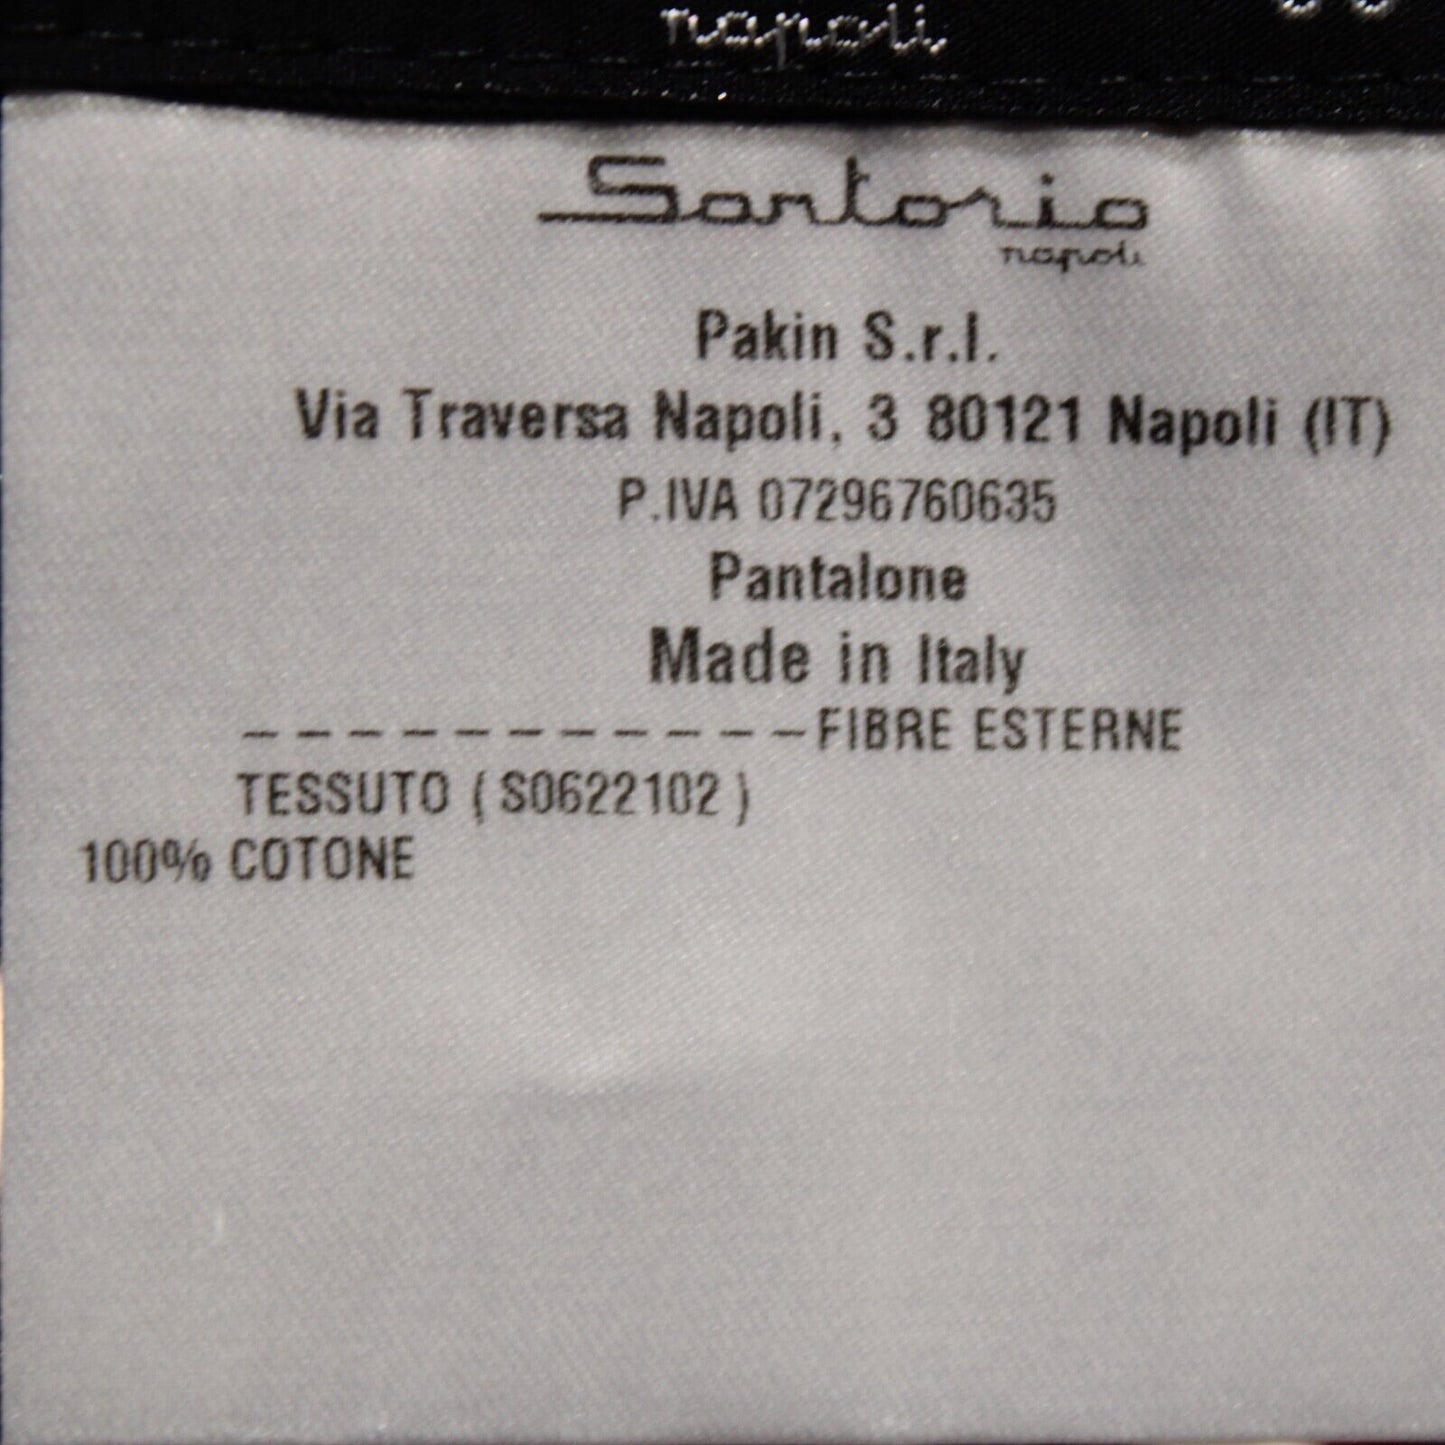 napoli
Sartorio
napoli
Pakin S.r.l.
Via Traversa Napoli, 3 80121 Napoli (IT)
P.IVA 07296760635
Pantalone
Made in Italy
-----------FIBRE ESTERNE
TESSUTO ( S0622102 )
100% COTONE